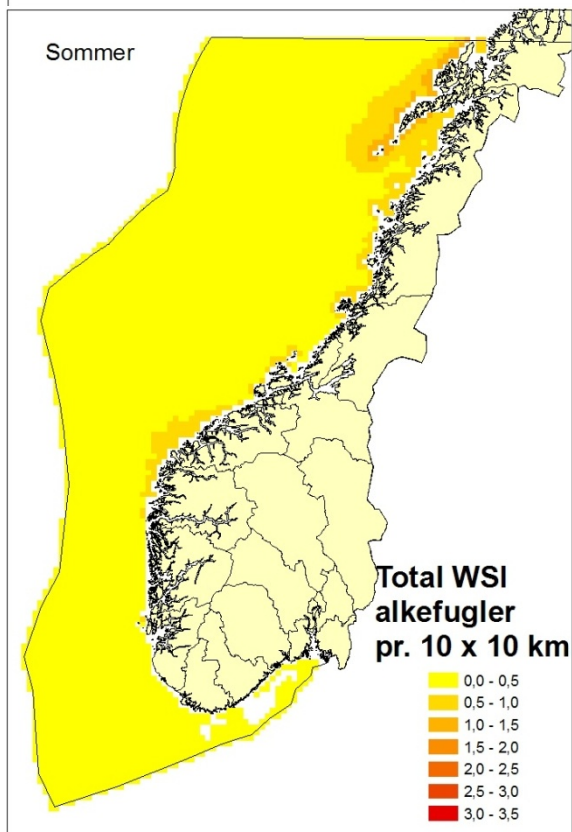 Sommer
Total WSI
alkefugler
pr. 10 x 10 km
0,0 - 0,5
0,5 - 1,0
1,0 - 1,5
1,5 - 2,0
2,0 - 2,5
2,5 - 3,0
3,0 - 3,5